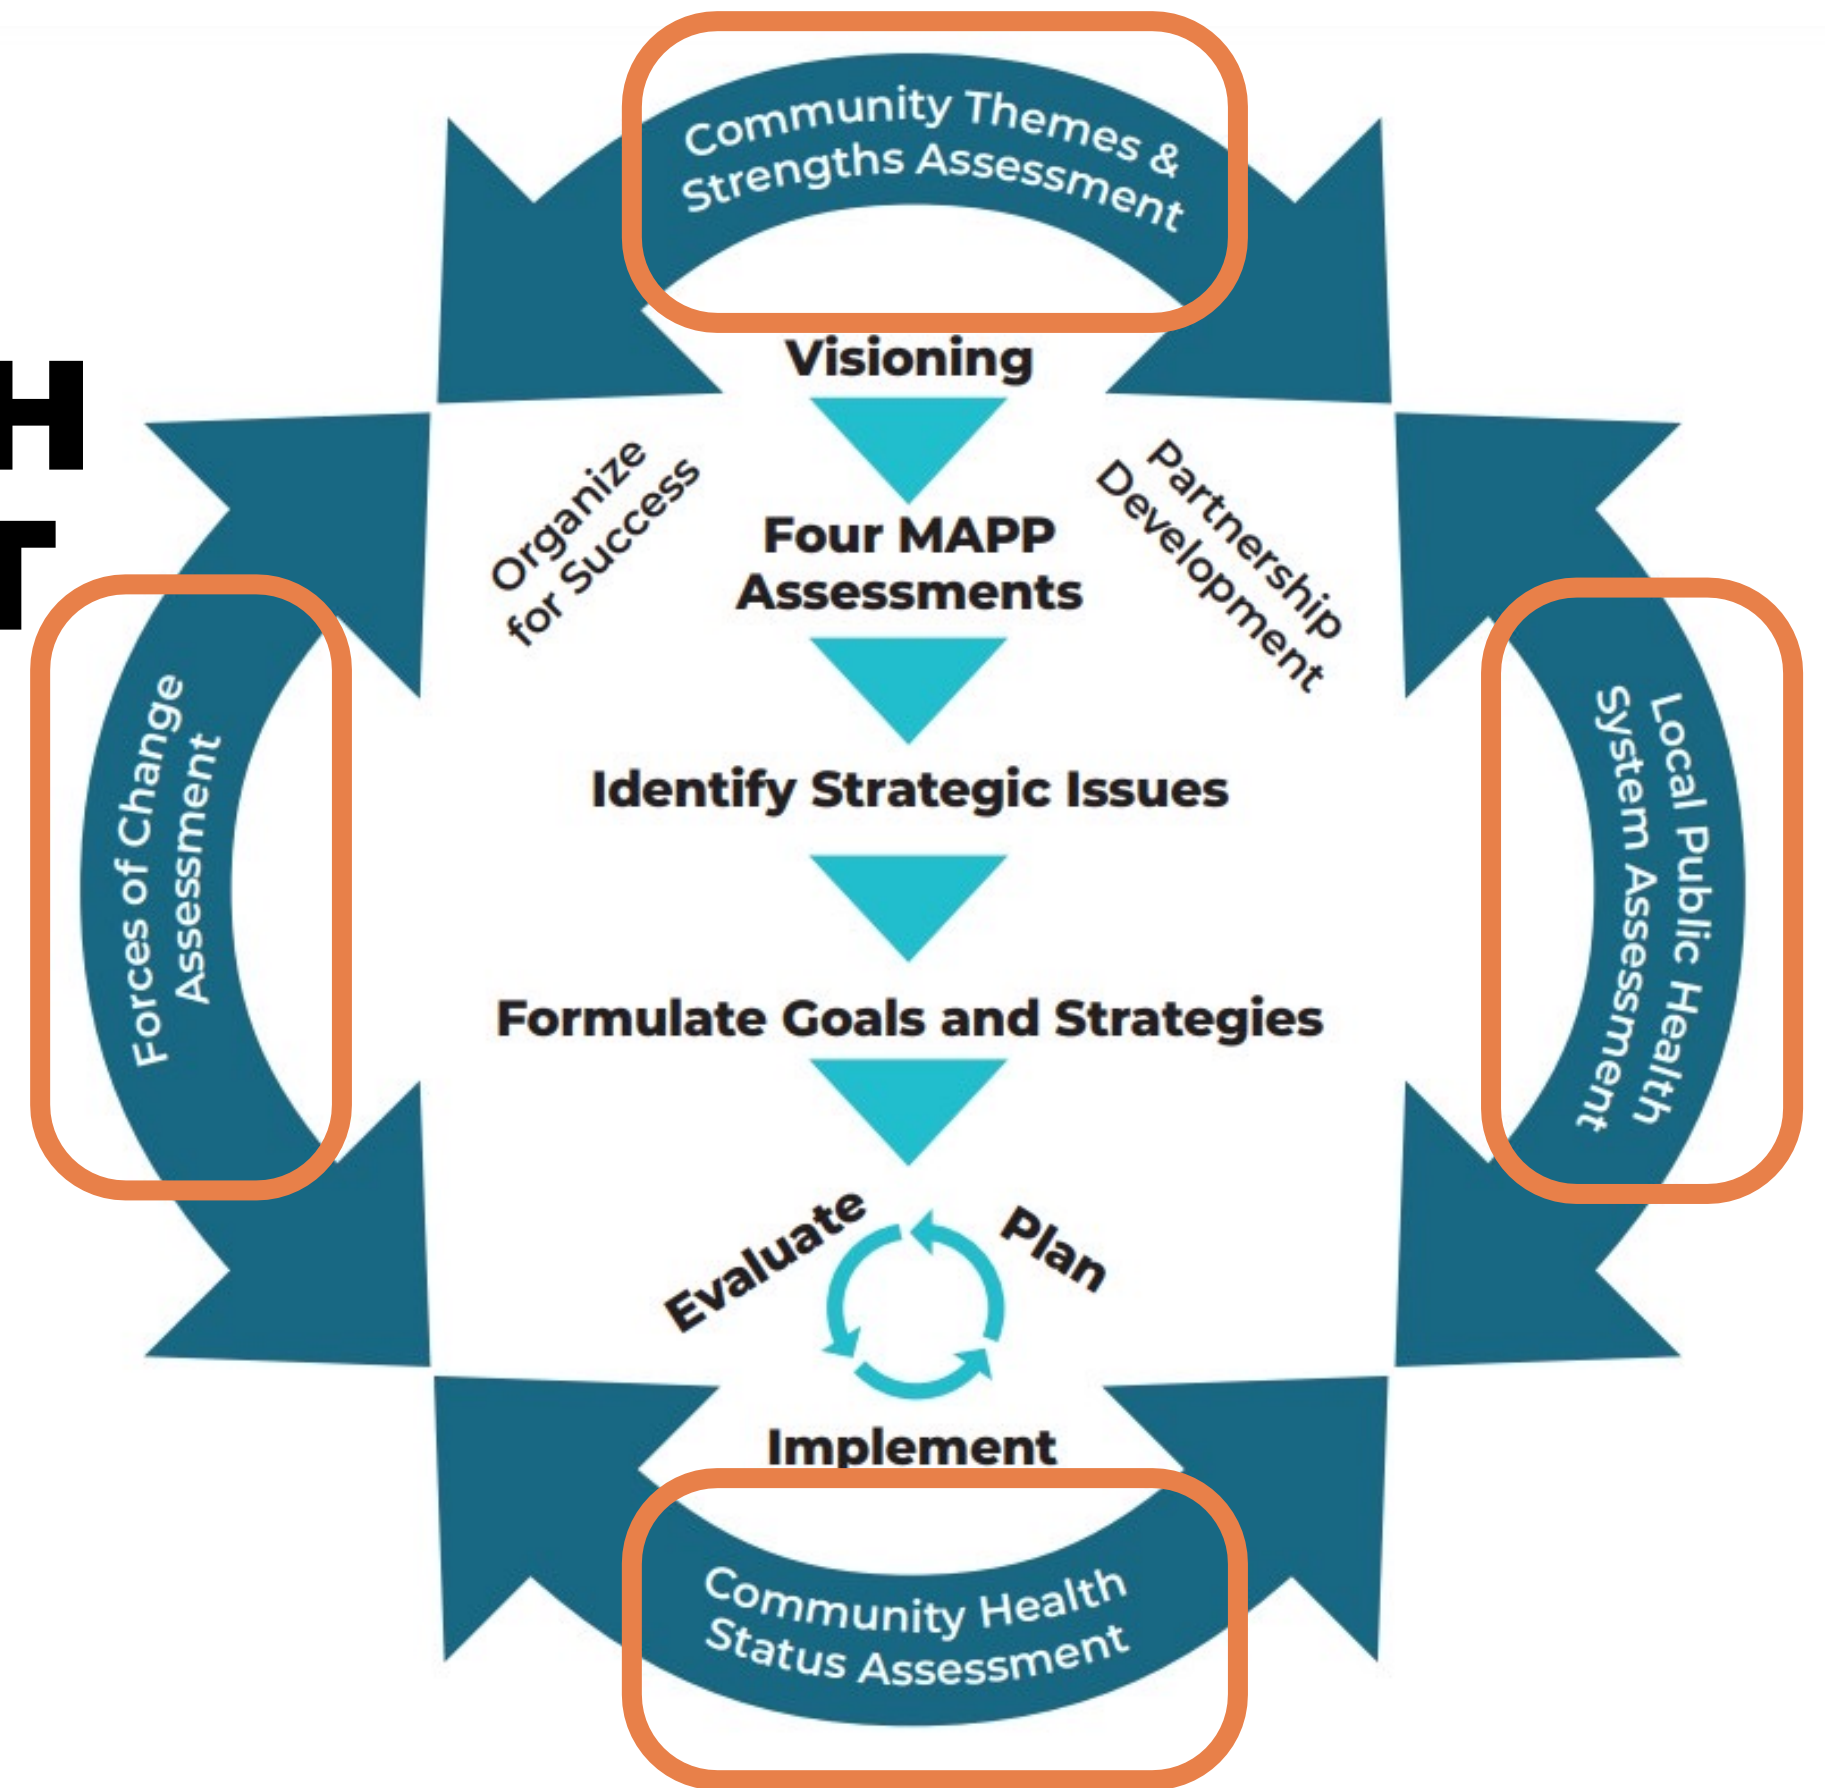 Community Themes &
Strengths Assessment
H
T
Visioning
Organize
for Success
Partnership
Development
Four MAPP
Assessments
Forces of Change
Assessment
Local Public Health
System Assessment
Identify Strategic Issues
Formulate Goals and Strategies
Evaluate
Plan
Implement
Community Health
Status Assessment